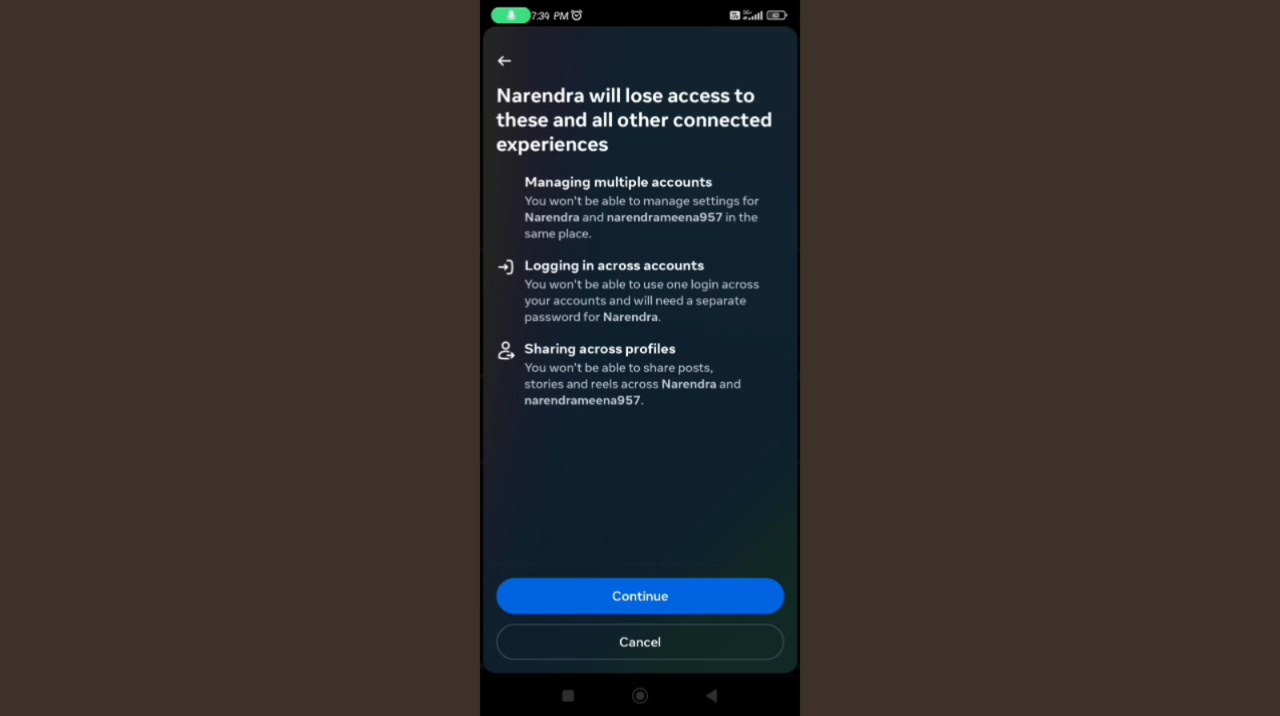 7:39 PM
Narendra will lose access to
these and all other connected
experiences
Managing multiple accounts
You won't be able to manage settings for
Narendra and narendrameena957 in the
same place.
Logging in across accounts
You won't be able to use one login across
your accounts and will need a separate
password for Narendra.
Sharing across profiles
You won't be able to share posts,
stories and reels across Narendra and
narendrameena957.
Continue
Cancel